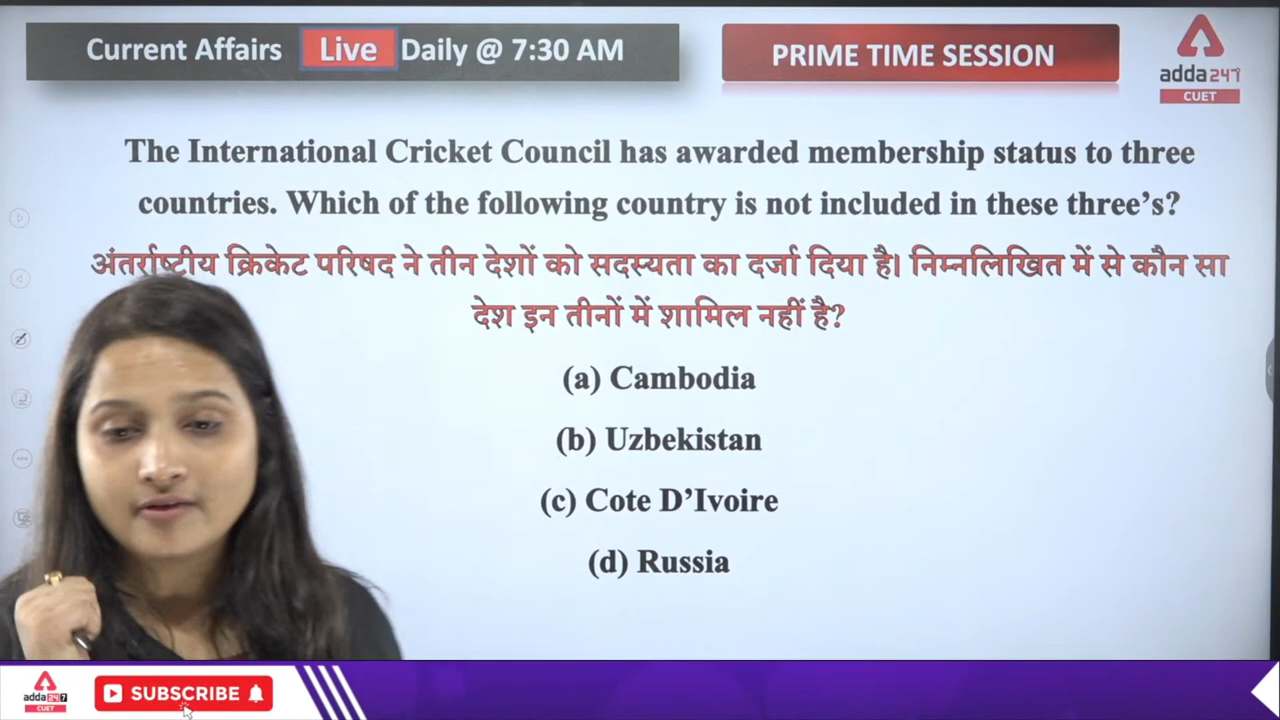 Current Affairs Live Daily @ 7:30 AM
PRIME TIME SESSION
adda247
CUET
The International Cricket Council has awarded membership status to three
countries. Which of the following country is not included in these three's?
अंतर्राष्ट्रीय क्रिकेट परिषद ने तीन देशों को सदस्यता का दर्जा दिया है। निम्नलिखित में से कौन सा
देश इन तीनों में शामिल नहीं है?
(a) Cambodia
(b) Uzbekistan
(c) Cote D'Ivoire
(d) Russia
adda247
CUET
SUBSCRIBE